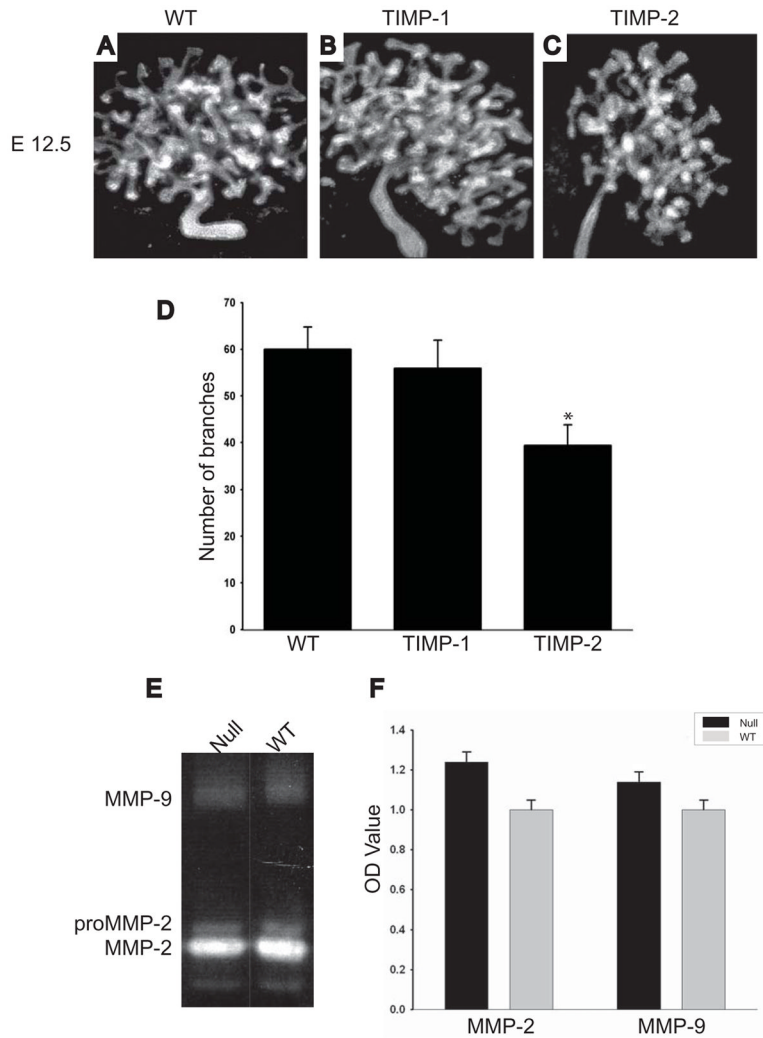 WT TIMP-1 TIMP-2
A B C
E 12.5
D
Number of branches
70
60
50
40
30
20
10
0
*
WT TIMP-1 TIMP-2
E
Null WT
MMP-9
proMMP-2
MMP-2
F
Null
WT
OD Value
1.4
1.2
1.0
0.8
0.6
0.4
0.2
0.0
MMP-2 MMP-9